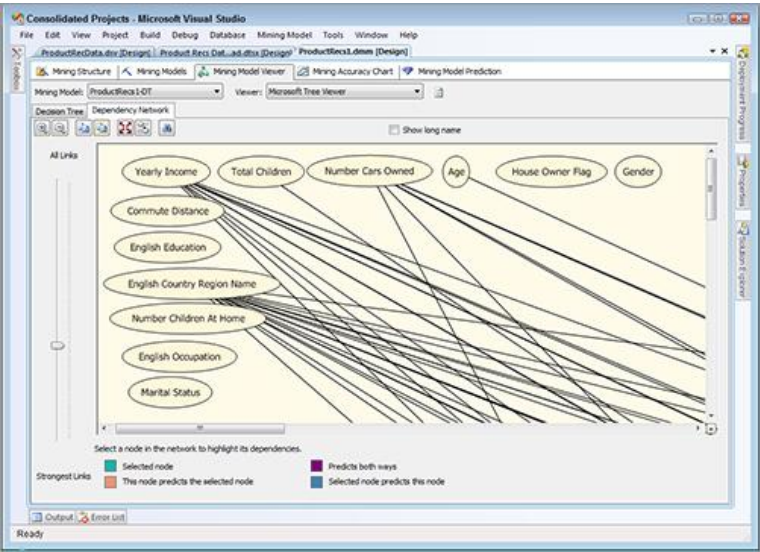 Consolidated Projects - Microsoft Visual Studio
File Edit View Project Build Debug Database Mining Model Tools Window Help
ProductRecData.dsv [Design] Product Recs Dat...ad.dtsx [Design]* ProductRecs1.dmm [Design]
Toolbox
Mining Structure Mining Models Mining Model Viewer Mining Accuracy Chart Mining Model Prediction
Mining Model: ProductRecs1-DT Viewer: Microsoft Tree Viewer
Decision Tree Dependency Network
Show long name
All Links
Yearly Income Total Children Number Cars Owned Age House Owner Flag Gender
Commute Distance
English Education
English Country Region Name
Number Children At Home
English Occupation
Marital Status
Select a node in the network to highlight its dependencies.
Strongest Links
Selected node Predicts both ways
This node predicts the selected node Selected node predicts this node
Deployment Progress
Properties
Solution Explorer
Output Error List
Ready